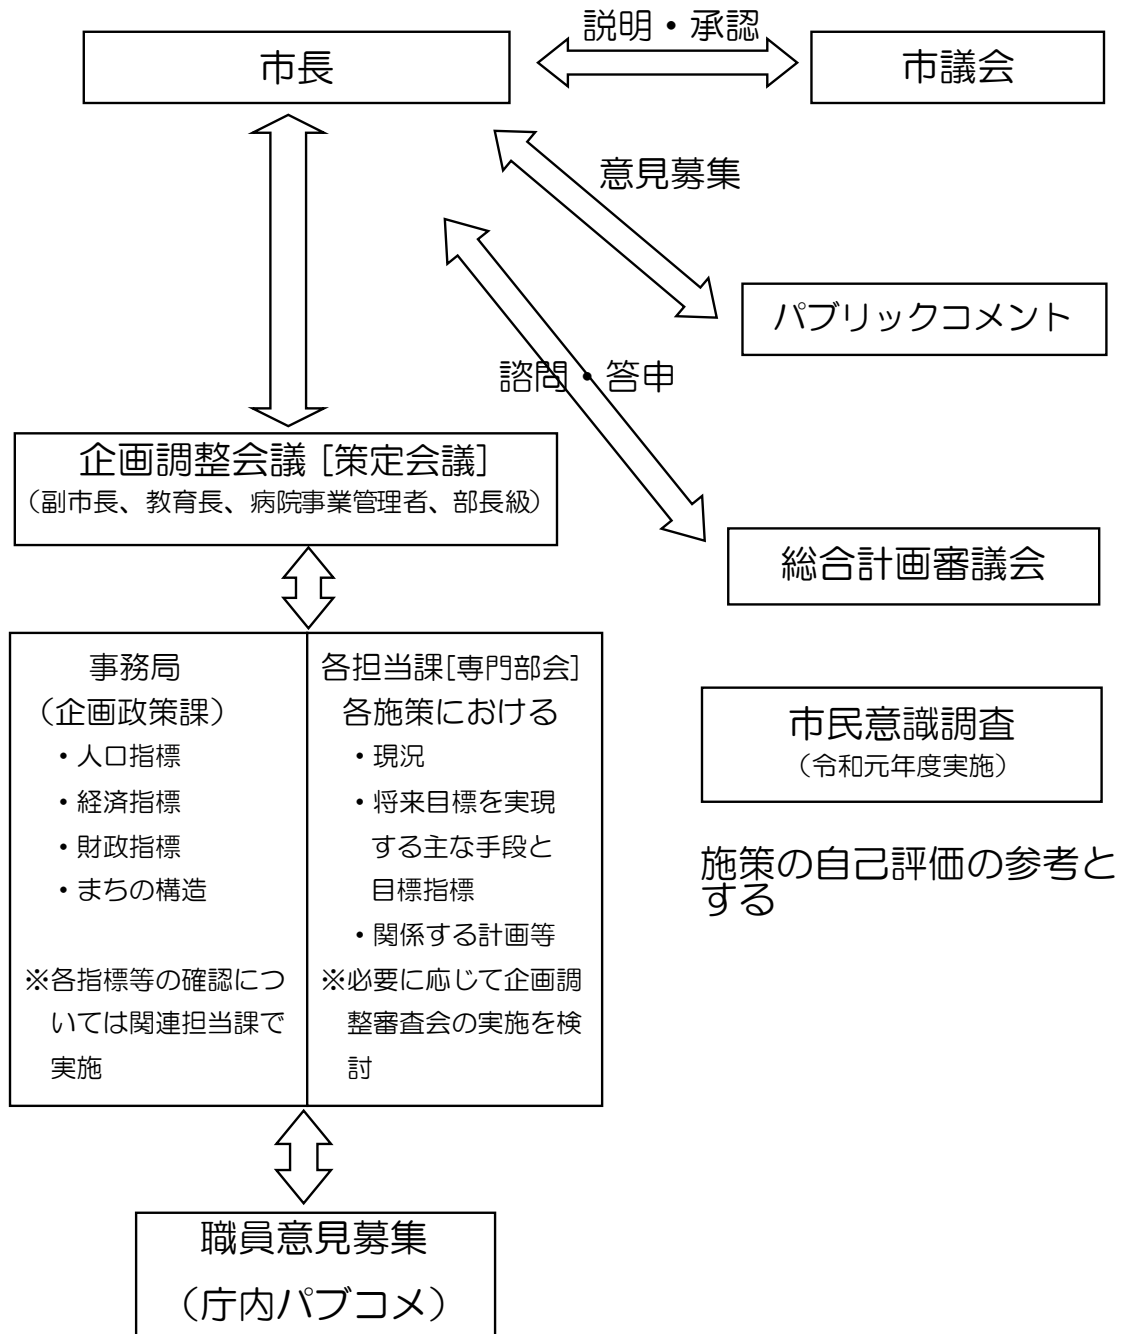 説明・承認
市長
市議会
意見募集
パブリックコメント
諮問・答申
企画調整会議［策定会議］
（副市長、教育長、病院事業管理者、部長級）
総合計画審議会
事務局
（企画政策課）
・人口指標
・経済指標
・財政指標
・まちの構造
※各指標等の確認につ
いては関連担当課で
実施
各担当課［専門部会］
各施策における
・現況
・将来目標を実現
する主な手段と
目標指標
・関係する計画等
※必要に応じて企画調
整審査会の実施を検
討
市民意識調査
（令和元年度実施）
施策の自己評価の参考と
する
職員意見募集
（庁内パブコメ）